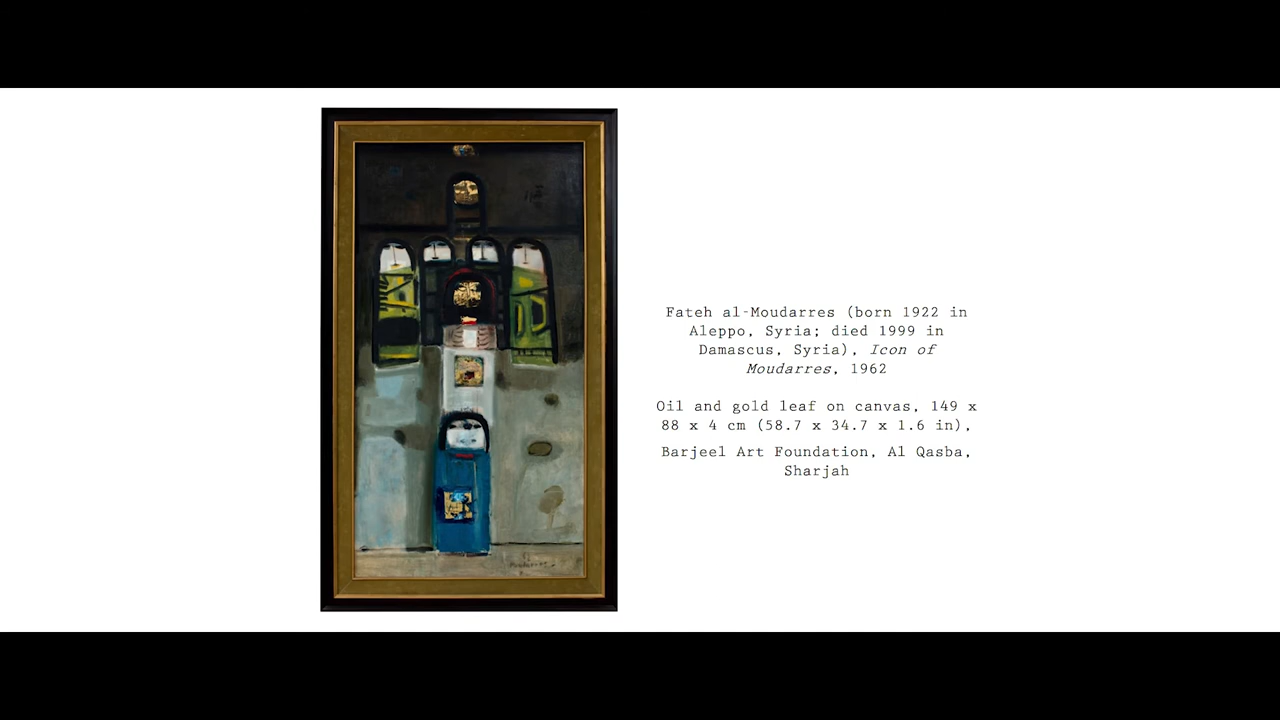 Fateh al-Moudarres (born 1922 in
Aleppo, Syria; died 1999 in
Damascus, Syria), Icon of
Moudarres, 1962
Oil and gold leaf on canvas, 149 x
88 x 4 cm (58.7 x 34.7 x 1.6 in),
Barjeel Art Foundation, Al Qasba,
Sharjah